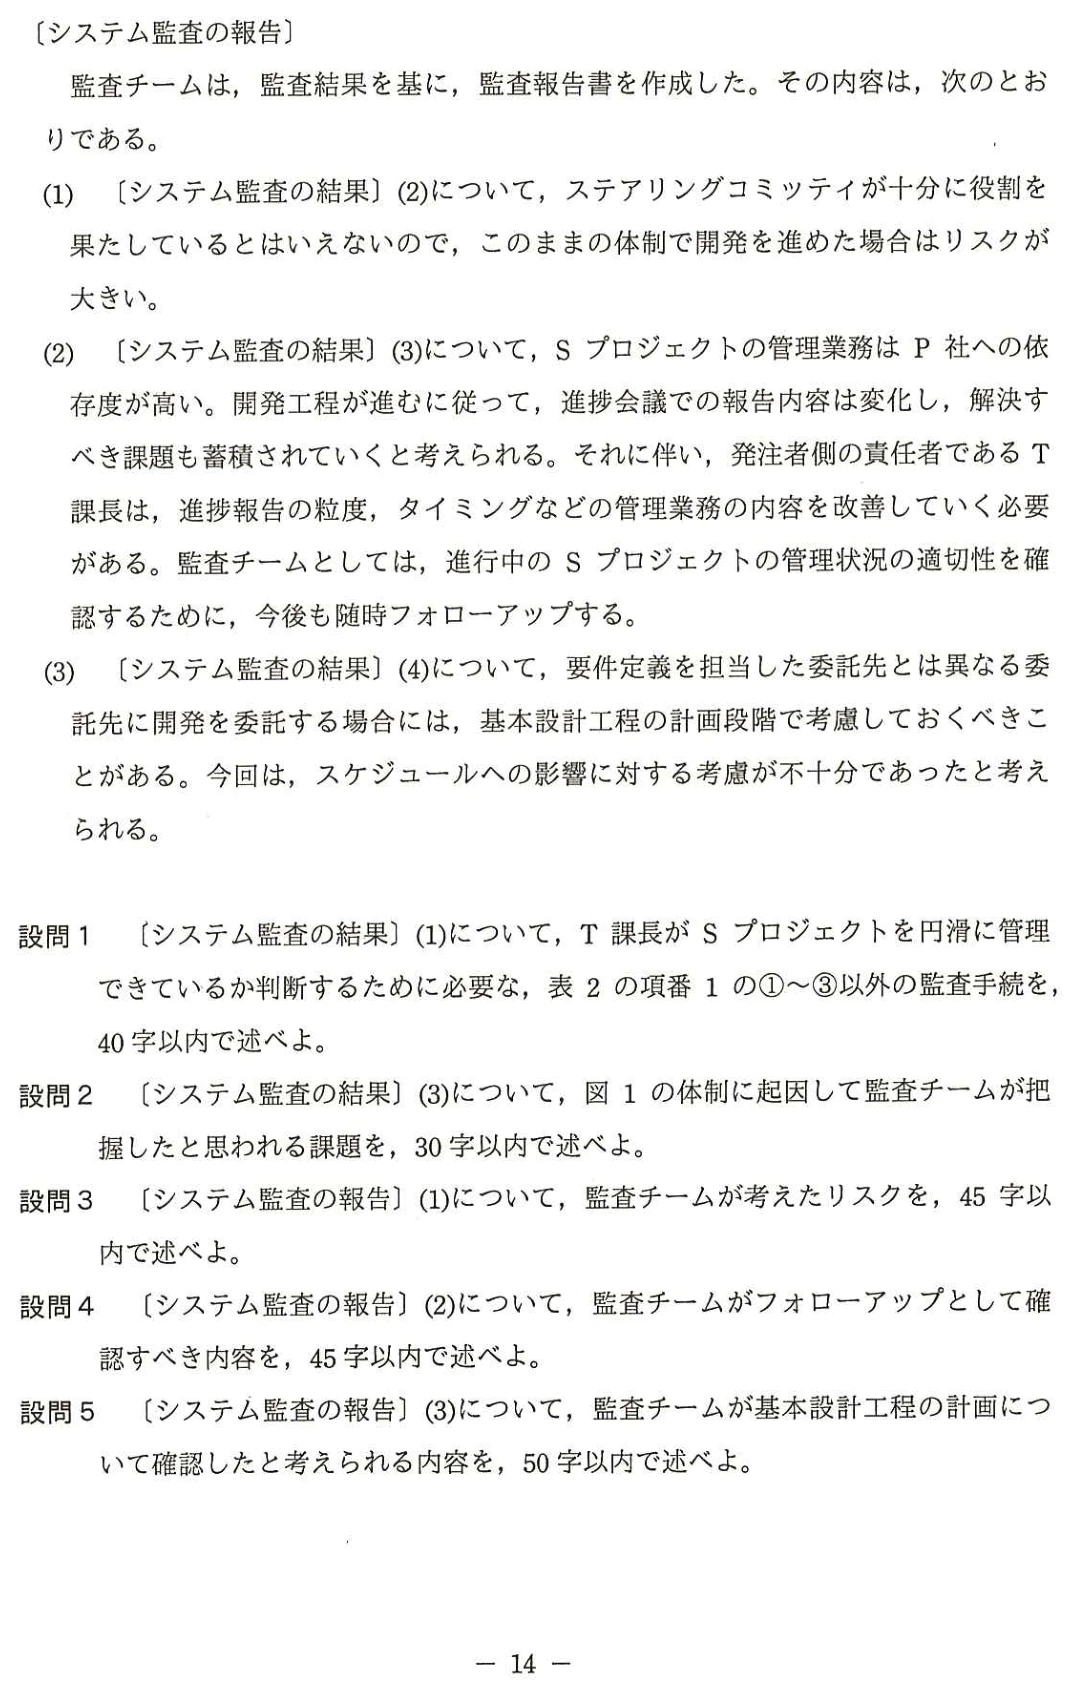 〔システム監査の報告〕
監査チームは，監査結果を基に，監査報告書を作成した。その内容は，次のとお
りである。
(1) 〔システム監査の結果〕(2)について，ステアリングコミッティが十分に役割を
果たしているとはいえないので，このままの体制で開発を進めた場合はリスクが
大きい。
(2) 〔システム監査の結果〕(3)について，S プロジェクトの管理業務は P 社への依
存度が高い。開発工程が進むに従って，進捗会議での報告内容は変化し，解決す
べき課題も蓄積されていくと考えられる。それに伴い，発注者側の責任者である T
課長は，進捗報告の粒度，タイミングなどの管理業務の内容を改善していく必要
がある。監査チームとしては，進行中の S プロジェクトの管理状況の適切性を確
認するために，今後も随時フォローアップする。
(3) 〔システム監査の結果〕(4)について，要件定義を担当した委託先とは異なる委
託先に開発を委託する場合には，基本設計工程の計画段階で考慮しておくべきこ
とがある。今回は，スケジュールへの影響に対する考慮が不十分であったと考え
られる。
設問1 〔システム監査の結果〕(1)について，T 課長が S プロジェクトを円滑に管理
できているか判断するために必要な，表 2 の項番 1 の①～③以外の監査手続を，
40 字以内で述べよ。
設問2 〔システム監査の結果〕(3)について，図 1 の体制に起因して監査チームが把
握したと思われる課題を，30 字以内で述べよ。
設問3 〔システム監査の報告〕(1)について，監査チームが考えたリスクを，45 字以
内で述べよ。
設問4 〔システム監査の報告〕(2)について，監査チームがフォローアップとして確
認すべき内容を，45 字以内で述べよ。
設問5 〔システム監査の報告〕(3)について，監査チームが基本設計工程の計画につ
いて確認したと考えられる内容を，50 字以内で述べよ。
－ 14 －